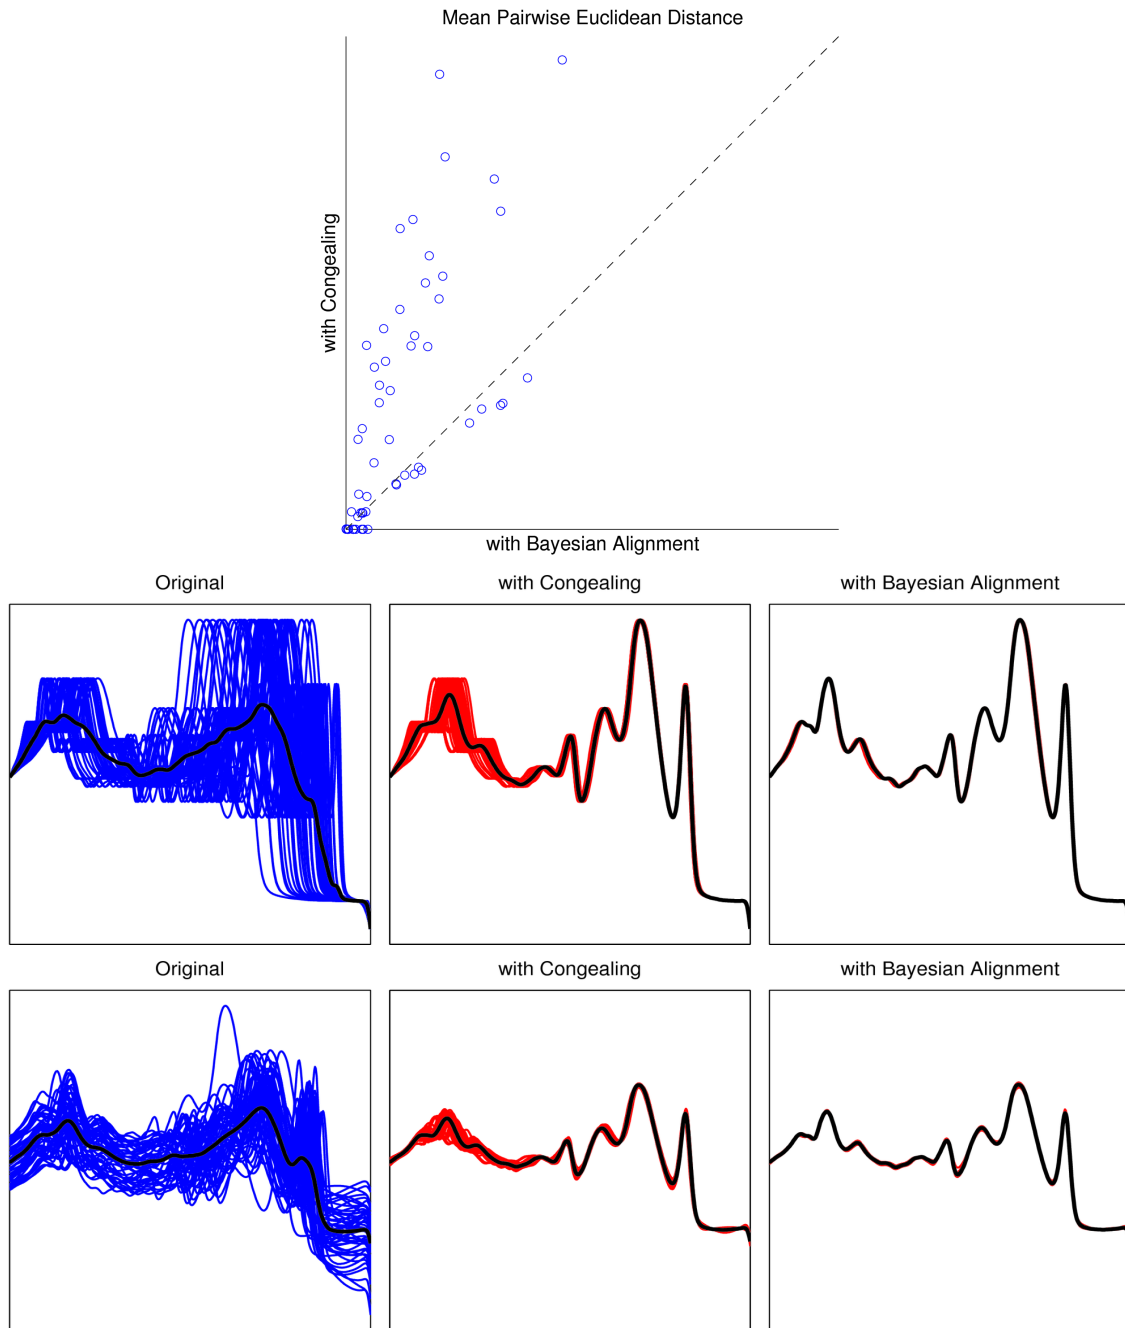 Mean Pairwise Euclidean Distance
with Congealing
with Bayesian Alignment
Original
with Congealing
with Bayesian Alignment
Original
with Congealing
with Bayesian Alignment